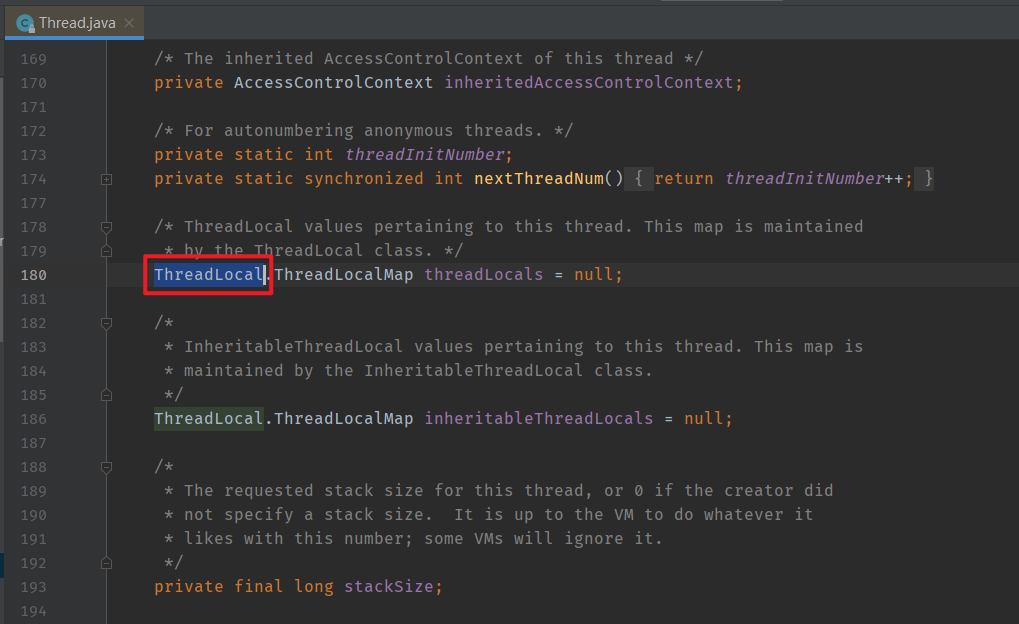 Thread.java
169 /* The inherited AccessControlContext of this thread */
170 private AccessControlContext inheritedAccessControlContext;
171
172 /* For autonumbering anonymous threads. */
173 private static int threadInitNumber;
174 private static synchronized int nextThreadNum() { return threadInitNumber++; }
177
178 /* ThreadLocal values pertaining to this thread. This map is maintained
179 * by the ThreadLocal class. */
180 ThreadLocal.ThreadLocalMap threadLocals = null;
181
182 /*
183 * InheritableThreadLocal values pertaining to this thread. This map is
184 * maintained by the InheritableThreadLocal class.
185 */
186 ThreadLocal.ThreadLocalMap inheritableThreadLocals = null;
187
188 /*
189 * The requested stack size for this thread, or 0 if the creator did
190 * not specify a stack size.  It is up to the VM to do whatever it
191 * likes with this number; some VMs will ignore it.
192 */
193 private final long stackSize;
194